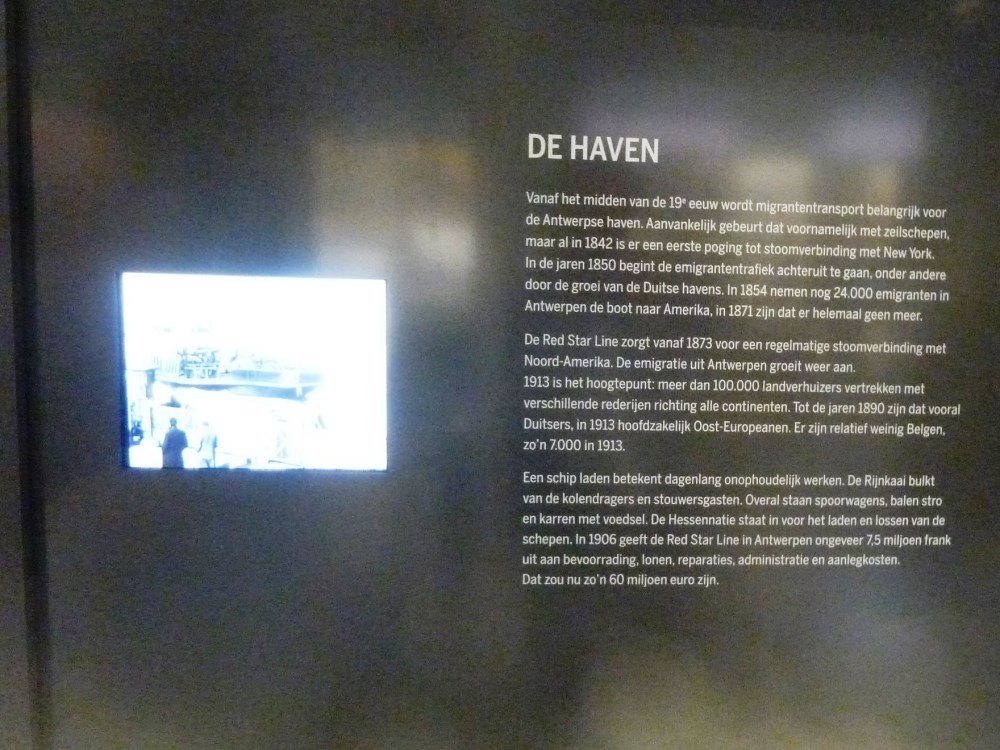 DE HAVEN
Vanaf het midden van de 19ᵉ eeuw wordt migrantentransport belangrijk voor
de Antwerpse haven. Aanvankelijk gebeurt dat voornamelijk met zeilschepen,
maar al in 1842 is er een eerste poging tot stoomverbinding met New York.
In de jaren 1850 begint de emigrantentrafiek achteruit te gaan, onder andere
door de groei van de Duitse havens. In 1854 nemen nog 24.000 emigranten in
Antwerpen de boot naar Amerika, in 1871 zijn dat er helemaal geen meer.
De Red Star Line zorgt vanaf 1873 voor een regelmatige stoomverbinding met
Noord-Amerika. De emigratie uit Antwerpen groeit weer aan.
1913 is het hoogtepunt: meer dan 100.000 landverhuizers vertrekken met
verschillende rederijen richting alle continenten. Tot de jaren 1890 zijn dat vooral
Duitsers, in 1913 hoofdzakelijk Oost-Europeanen. Er zijn relatief weinig Belgen,
zo'n 7.000 in 1913.
Een schip laden betekent dagenlang onophoudelijk werken. De Rijnkaai bulkt
van de kolendragers en stouwersgasten. Overal staan spoorwagens, balen stro
en karren met voedsel. De Hessennatie staat in voor het laden en lossen van de
schepen. In 1906 geeft de Red Star Line in Antwerpen ongeveer 7,5 miljoen frank
uit aan bevoorrading, lonen, reparaties, administratie en aanlegkosten.
Dat zou nu zo'n 60 miljoen euro zijn.